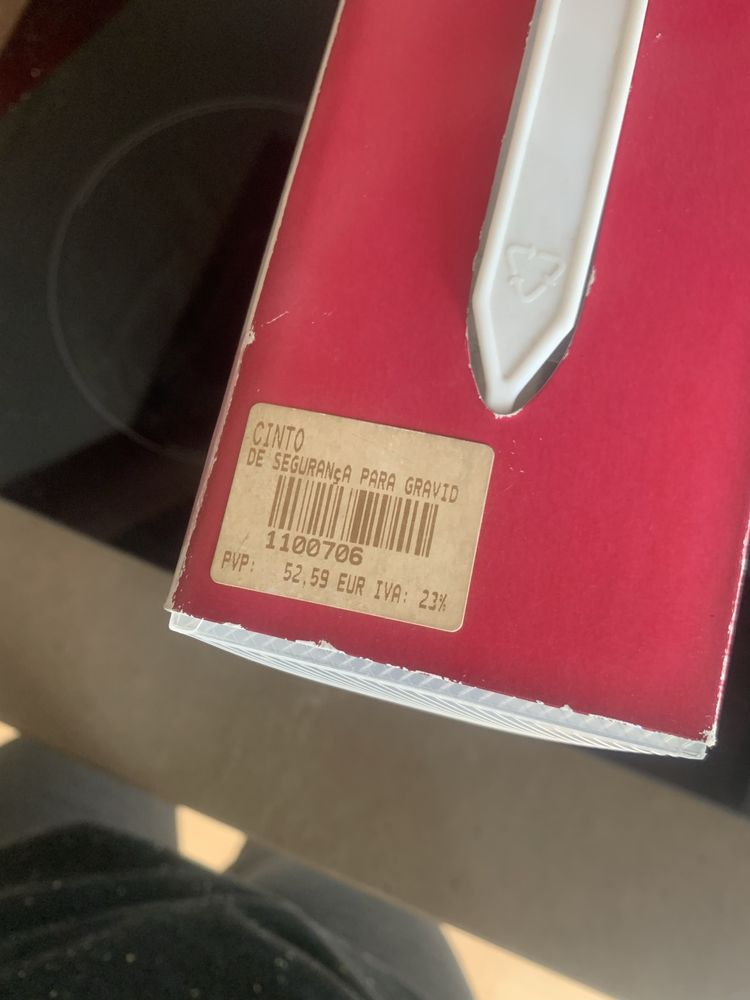 CINTO
DE SEGURANçA PARA GRAVID
1100706
PVP: 52,59 EUR IVA: 23%